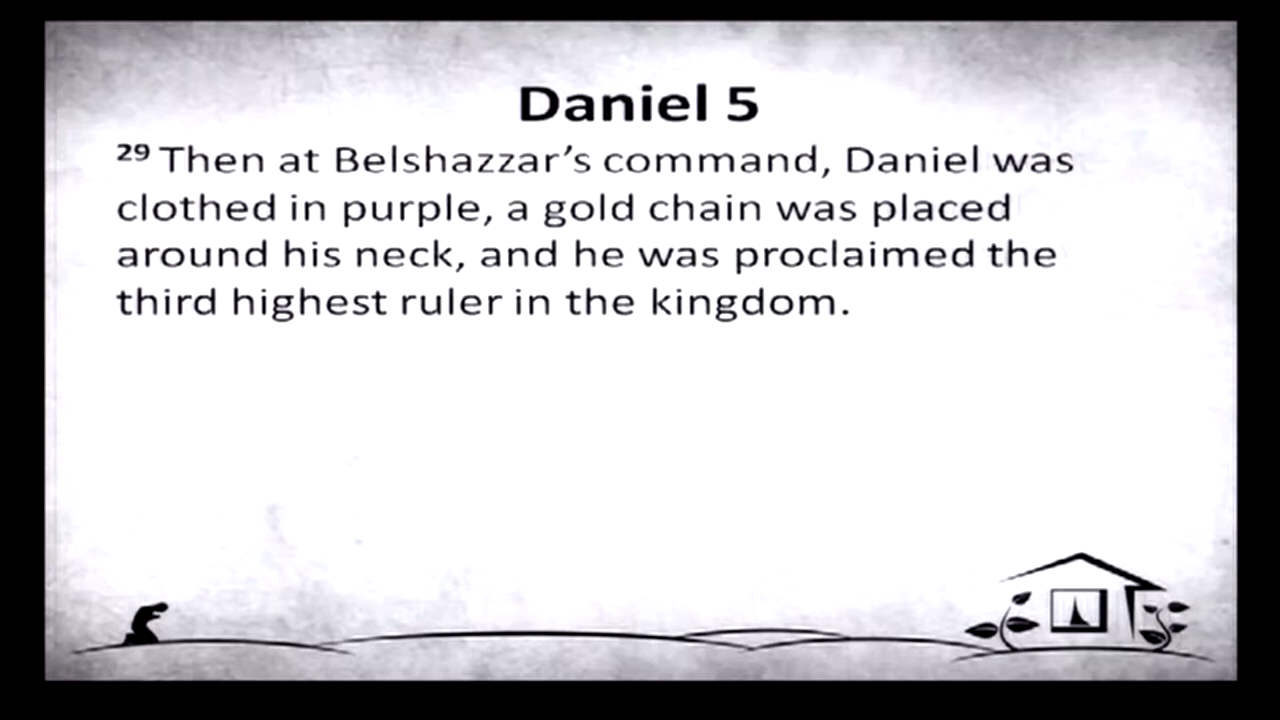 Daniel 5
29 Then at Belshazzar’s command, Daniel was
clothed in purple, a gold chain was placed
around his neck, and he was proclaimed the
third highest ruler in the kingdom.